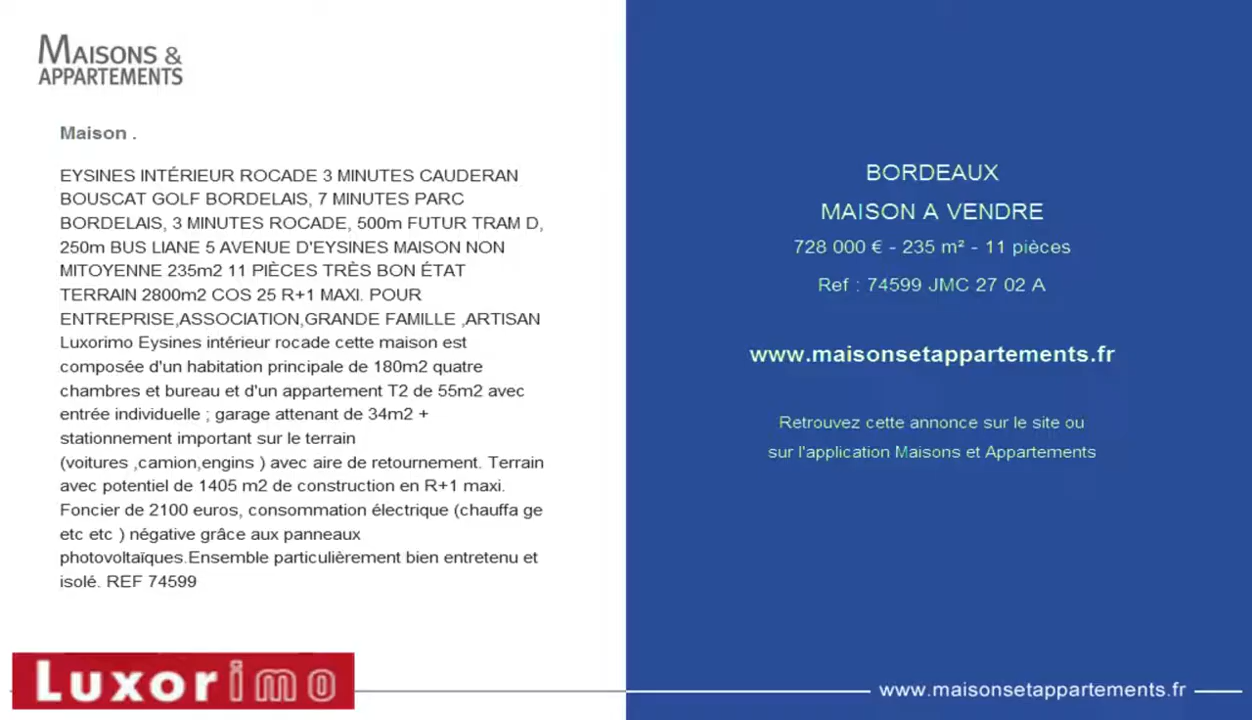 MAISONS &
APPARTEMENTS
Maison .
EYSINES INTÉRIEUR ROCADE 3 MINUTES CAUDERAN
BOUSCAT GOLF BORDELAIS, 7 MINUTES PARC
BORDELAIS, 3 MINUTES ROCADE, 500m FUTUR TRAM D,
250m BUS LIANE 5 AVENUE D'EYSINES MAISON NON
MITOYENNE 235m2 11 PIÈCES TRÈS BON ÉTAT
TERRAIN 2800m2 COS 25 R+1 MAXI. POUR
ENTREPRISE,ASSOCIATION,GRANDE FAMILLE ,ARTISAN
Luxorimo Eysines intérieur rocade cette maison est
composée d'un habitation principale de 180m2 quatre
chambres et bureau et d'un appartement T2 de 55m2 avec
entrée individuelle ; garage attenant de 34m2 +
stationnement important sur le terrain
(voitures ,camion,engins ) avec aire de retournement. Terrain
avec potentiel de 1405 m2 de construction en R+1 maxi.
Foncier de 2100 euros, consommation électrique (chauffa ge
etc etc ) négative grâce aux panneaux
photovoltaïques.Ensemble particulièrement bien entretenu et
isolé. REF 74599
LUXORIMO
BORDEAUX
MAISON A VENDRE
728 000 € - 235 m² - 11 pièces
Ref : 74599 JMC 27 02 A
www.maisonsetappartements.fr
Retrouvez cette annonce sur le site ou
sur l'application Maisons et Appartements
www.maisonsetappartements.fr